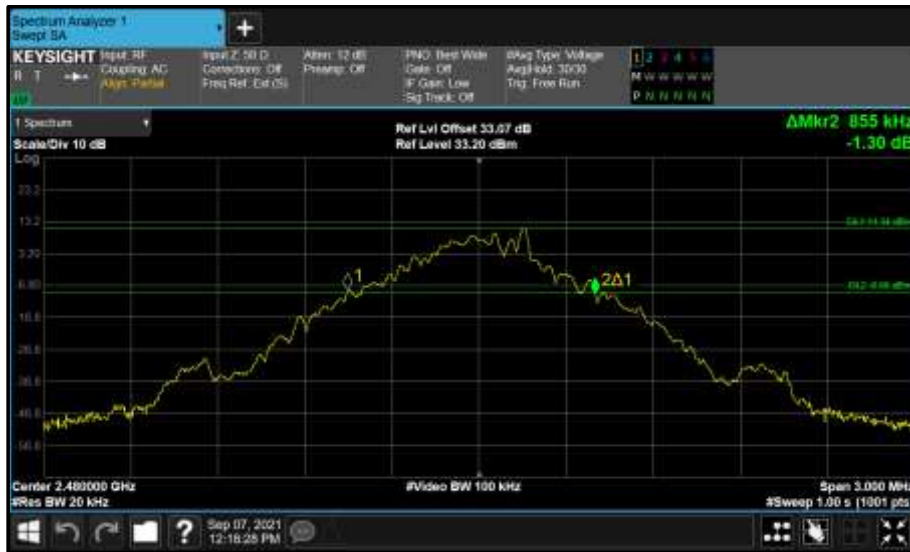 Spectrum Analyzer 1
Swept SA
+
KEYSIGHT
R T
Input: RF
Coupling: AC
Align: Partial
Input Z: 50 Ω
Corrections: Off
Freq Ref: Ext (S)
Atten: 12 dB
Preamp: Off
PNO: Best Wide
Gate: Off
IF Gain: Low
Sig Track: Off
#Avg Type: Voltage
Avg|Hold: 30/30
Trig: Free Run
1 2 3 4 5 6
M W W W W W
P N N N N N
1 Spectrum
Scale/Div 10 dB
Log
Ref Lvl Offset 33.07 dB
Ref Level 33.20 dBm
ΔMkr2 855 kHz
-1.30 dB
23.2
13.2
3.20
-6.80
-16.8
-26.8
-36.8
-46.8
-56.8
1
2Δ1
Center 2.480000 GHz
#Res BW 20 kHz
#Video BW 100 kHz
Span 3.000 MHz
#Sweep 1.00 s (1001 pts
?
Sep 07, 2021
12:18:28 PM